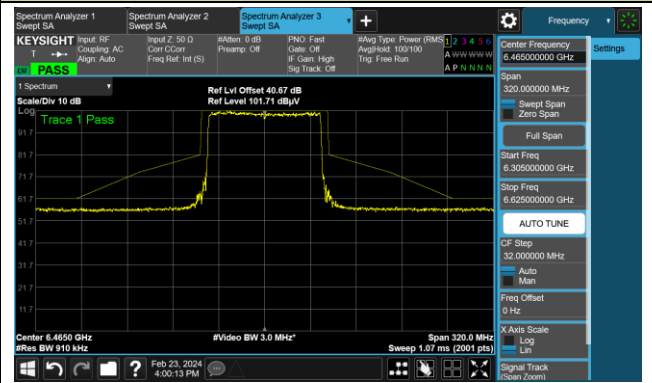 Spectrum Analyzer 1
Swept SA
Spectrum Analyzer 2
Swept SA
Spectrum Analyzer 3
Swept SA
Frequency
KEYSIGHT
Input: RF
Coupling: AC
Align: Auto
Input Z: 50 Ω
Corr CCorr
Freq Ref: Int (S)
#Atten: 0 dB
Preamp: Off
PNO: Fast
Gate: Off
IF Gain: High
Sig Track: Off
#Avg Type: Power (RMS
Avg|Hold: 100/100
Trig: Free Run
1 2 3 4 5 6
A W W W W W
A P N N N N
PASS
1 Spectrum
Scale/Div 10 dB
Ref Lvl Offset 40.67 dB
Ref Level 101.71 dBµV
Log
Trace 1 Pass
91.7
81.7
71.7
61.7
51.7
41.7
31.7
21.7
11.7
Center 6.4650 GHz
#Res BW 910 kHz
#Video BW 3.0 MHz*
Span 320.0 MHz
Sweep 1.07 ms (2001 pts)
Center Frequency
6.465000000 GHz
Settings
Span
320.000000 MHz
Swept Span
Zero Span
Full Span
Start Freq
6.305000000 GHz
Stop Freq
6.625000000 GHz
AUTO TUNE
CF Step
32.000000 MHz
Auto
Man
Freq Offset
0 Hz
X Axis Scale
Log
Lin
Signal Track
(Span Zoom)
Feb 23, 2024
4:00:13 PM